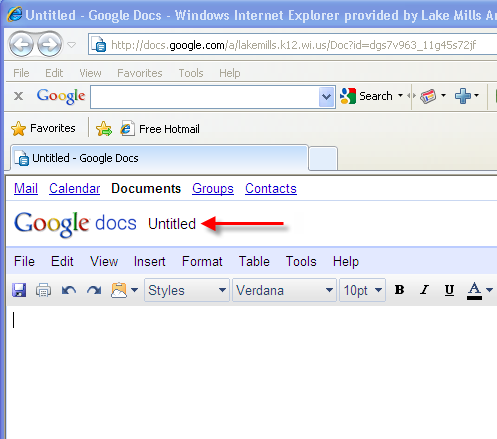 Untitled - Google Docs - Windows Internet Explorer provided by Lake Mills Ar
http://docs.google.com/a/lakemills.k12.wi.us/Doc?id=dgs7v963_11g45s72jf
File Edit View Favorites Tools Help
x Google Search
Favorites Free Hotmail
Untitled - Google Docs
Mail Calendar Documents Groups Contacts
Google docs Untitled
File Edit View Insert Format Table Tools Help
Styles Verdana 10pt B I U A